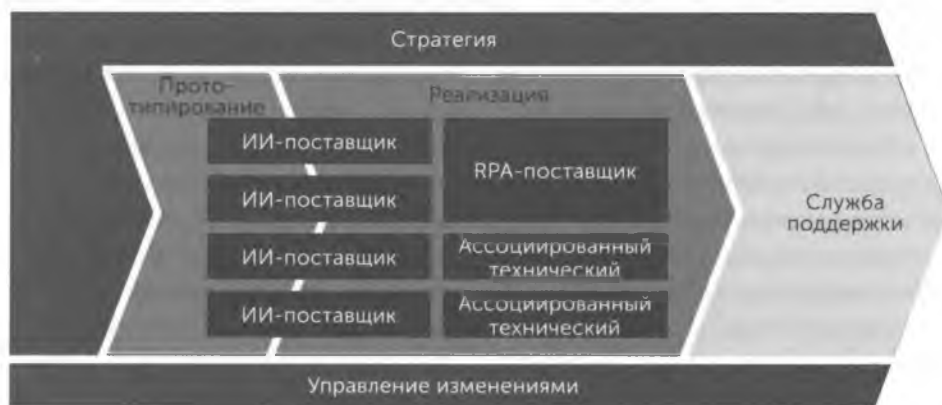 Стратегия
Прото-
типирование
Реализация
ИИ-поставщик
RPA-поставщик
ИИ-поставщик
ИИ-поставщик
Ассоциированный
технический
ИИ-поставщик
Ассоциированный
технический
Служба
поддержки
Управление изменениями